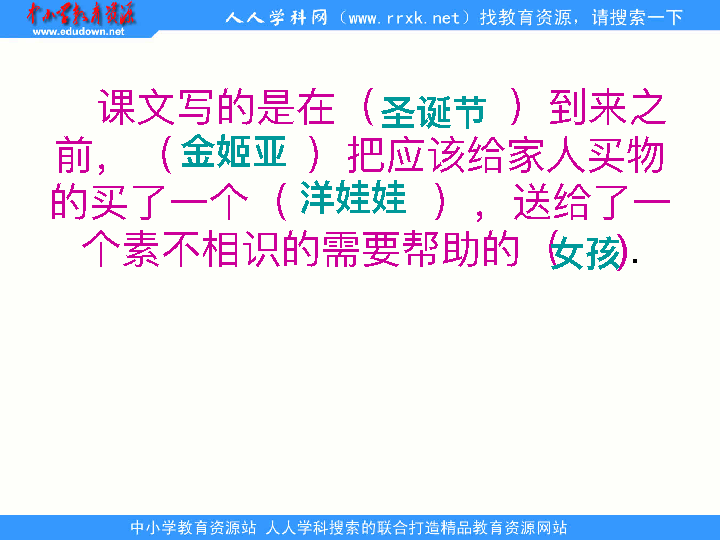 中小学教育资源
www.edudown.net
人人学科网（www.rrxk.net）找教育资源，请搜索一下
课文写的是在（圣诞节）到来之
前，（金姬亚）把应该给家人买物
的买了一个（洋娃娃），送给了一
个素不相识的需要帮助的（女孩）.
中小学教育资源站 人人学科搜索的联合打造精品教育资源网站